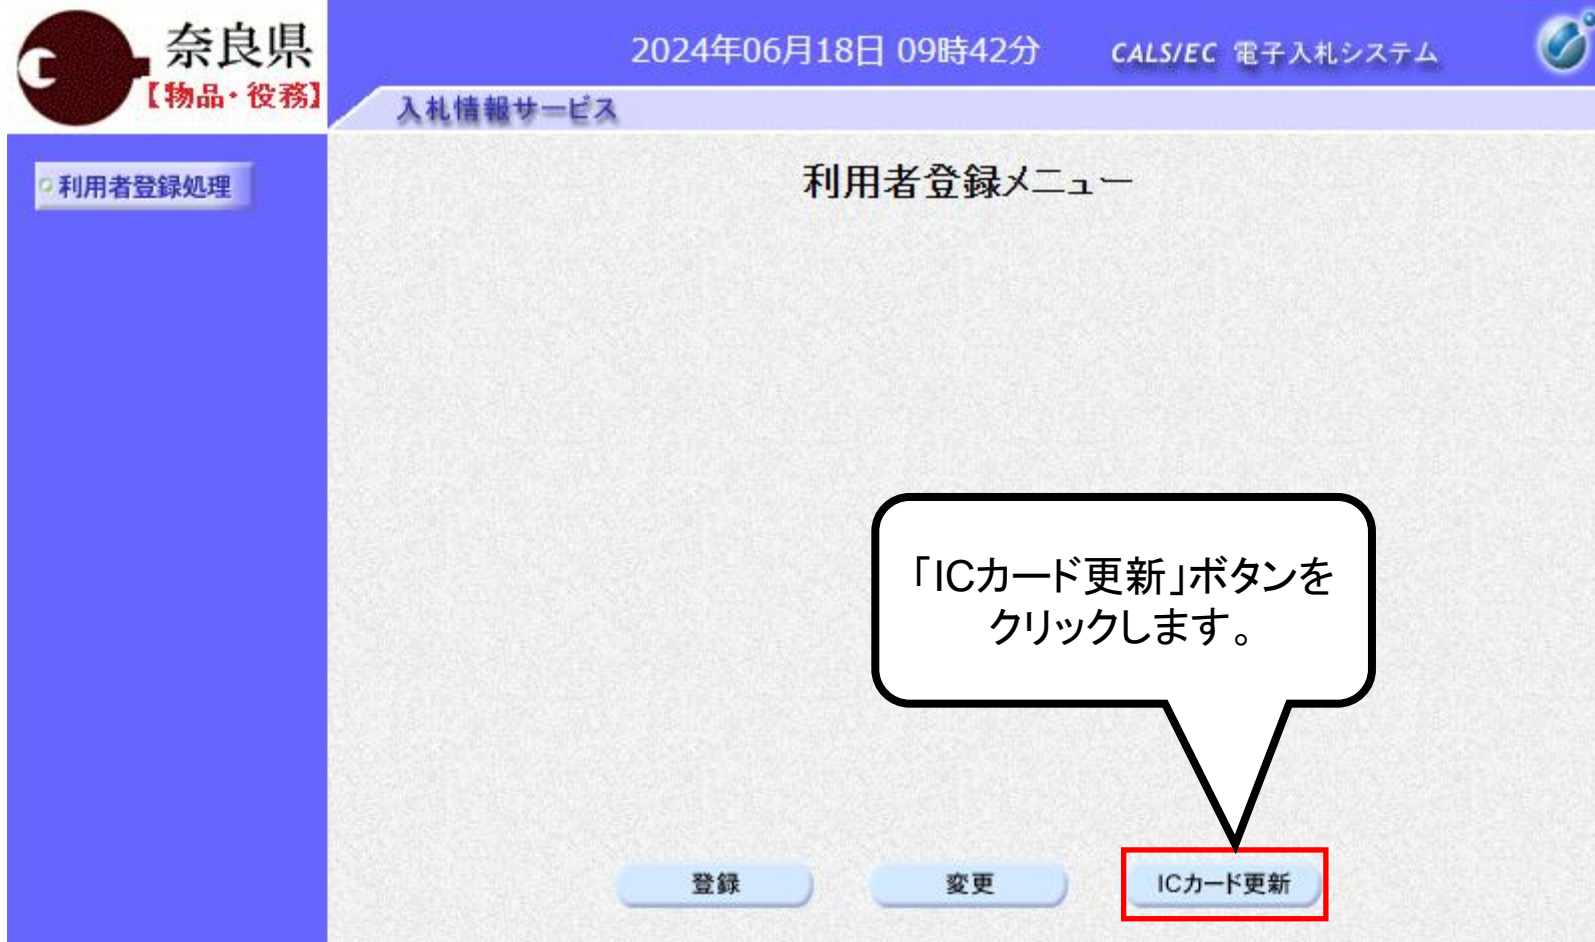 奈良県
【物品・役務】
2024年06月18日 09時42分
CALS/EC 電子入札システム
入札情報サービス
利用者登録処理
利用者登録メニュー
「ICカード更新」ボタンを
クリックします。
登録
変更
ICカード更新